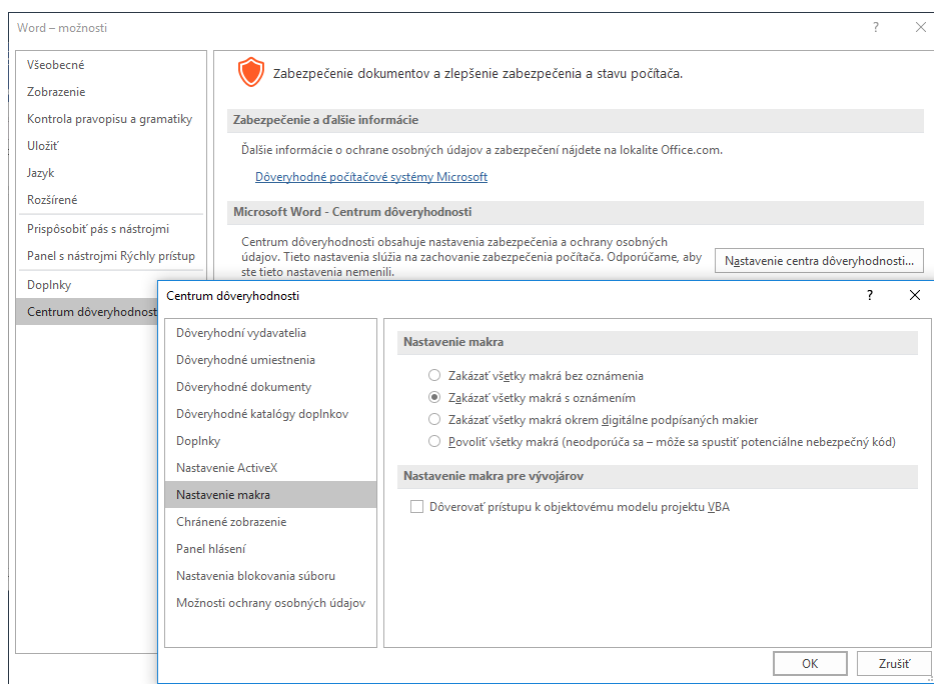 Word – možnosti
?
Všeobecné
Zobrazenie
Kontrola pravopisu a gramatiky
Uložiť
Jazyk
Rozšírené
Prispôsobiť pás s nástrojmi
Panel s nástrojmi Rýchly prístup
Doplnky
Centrum dôveryhodnost
Zabezpečenie dokumentov a zlepšenie zabezpečenia a stavu počítača.
Zabezpečenie a ďalšie informácie
Ďalšie informácie o ochrane osobných údajov a zabezpečení nájdete na lokalite Office.com.
Dôveryhodné počítačové systémy Microsoft
Microsoft Word - Centrum dôveryhodnosti
Centrum dôveryhodnosti obsahuje nastavenia zabezpečenia a ochrany osobných
údajov. Tieto nastavenia slúžia na zachovanie zabezpečenia počítača. Odporúčame, aby
ste tieto nastavenia nemenili.
Nastavenie centra dôveryhodnosti...
Centrum dôveryhodnosti
?
Dôveryhodní vydavatelia
Dôveryhodné umiestnenia
Dôveryhodné dokumenty
Dôveryhodné katalógy doplnkov
Doplnky
Nastavenie ActiveX
Nastavenie makra
Chránené zobrazenie
Panel hlásení
Nastavenia blokovania súboru
Možnosti ochrany osobných údajov
Nastavenie makra
Zakázať všetky makrá bez oznámenia
Zakázať všetky makrá s oznámením
Zakázať všetky makrá okrem digitálne podpísaných makier
Povoliť všetky makrá (neodporúča sa – môže sa spustiť potenciálne nebezpečný kód)
Nastavenie makra pre vývojárov
Dôverovať prístupu k objektovému modelu projektu VBA
OK
Zrušiť